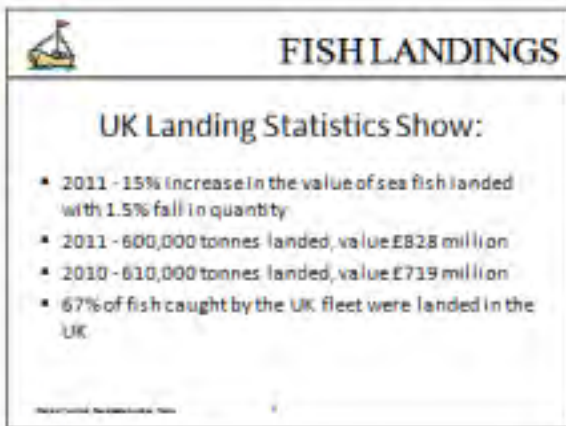 FISH LANDINGS
UK Landing Statistics Show:
▪ 2011 - 15% increase in the value of sea fish landed
with 1.5% fall in quantity
▪ 2011 - 600,000 tonnes landed, value £828 million
▪ 2010 - 610,000 tonnes landed, value £719 million
▪ 67% of fish caught by the UK fleet were landed in the
UK